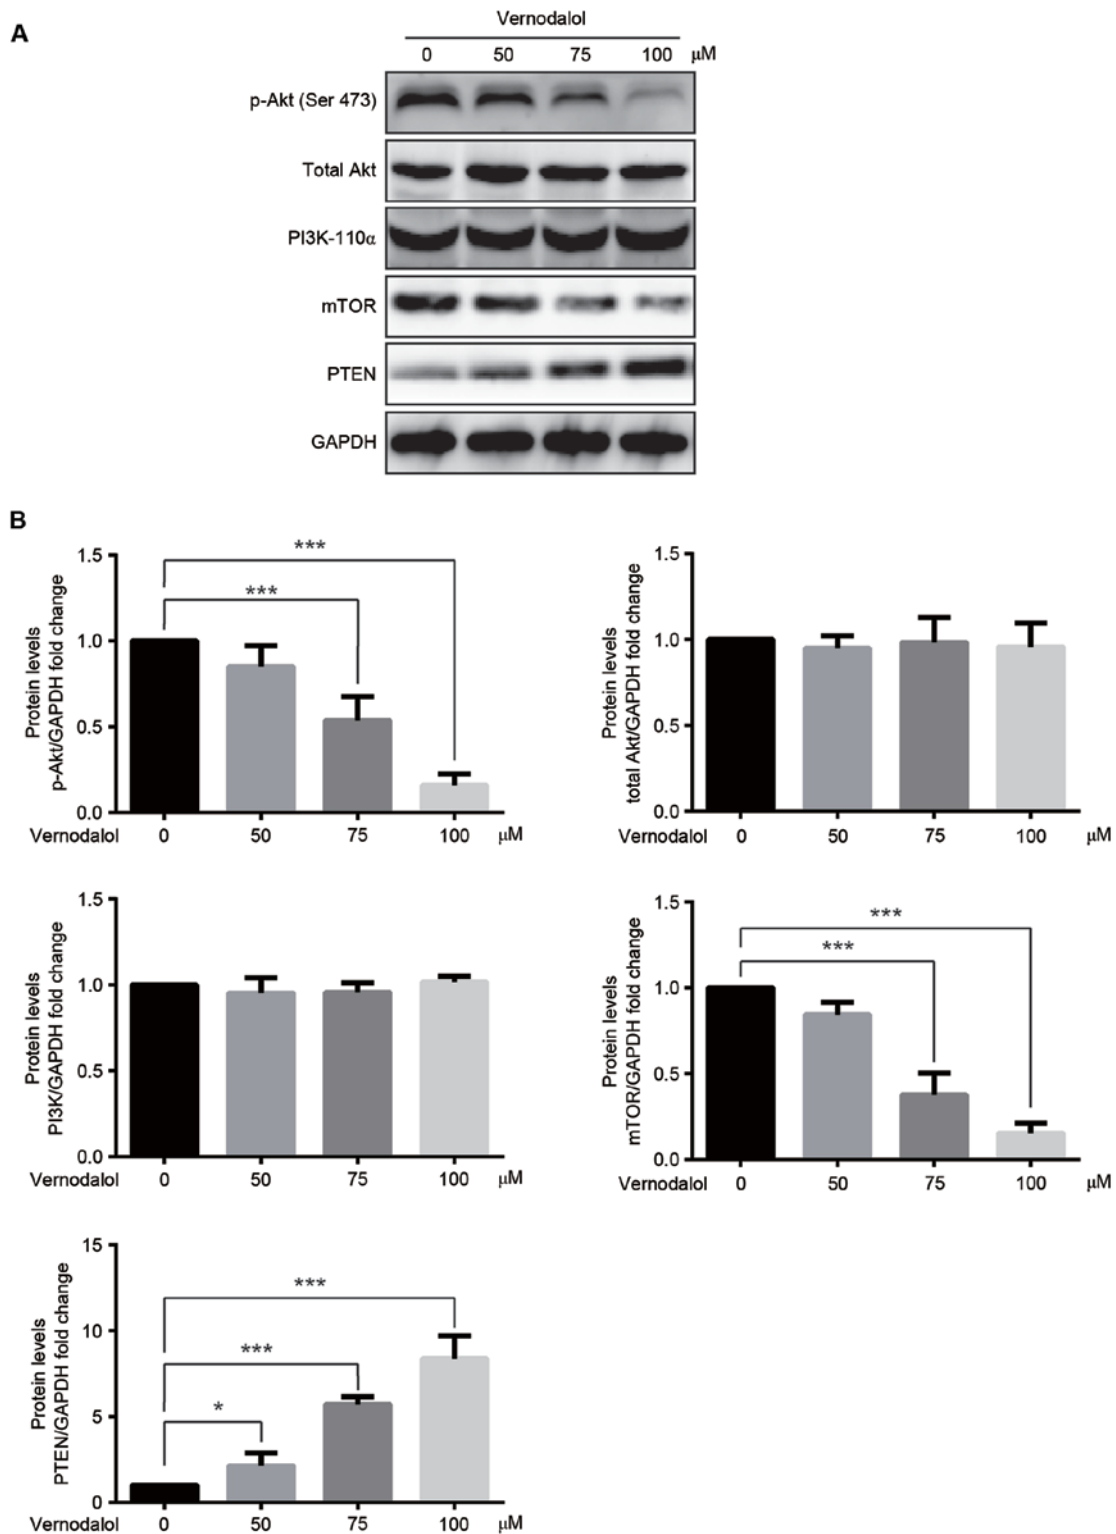 A
Vernodalol
0 50 75 100 μM
p-Akt (Ser 473)
Total Akt
PI3K-110α
mTOR
PTEN
GAPDH
B
Protein levels
p-Akt/GAPDH fold change
1.5
1.0
0.5
0.0
***
***
Vernodalol 0 50 75 100 μM
Protein levels
total Akt/GAPDH fold change
1.5
1.0
0.5
0.0
Vernodalol 0 50 75 100 μM
Protein levels
PI3K/GAPDH fold change
1.5
1.0
0.5
0.0
Vernodalol 0 50 75 100 μM
Protein levels
mTOR/GAPDH fold change
1.5
1.0
0.5
0.0
***
***
Vernodalol 0 50 75 100 μM
Protein levels
PTEN/GAPDH fold change
15
10
5
0
***
***
*
Vernodalol 0 50 75 100 μM